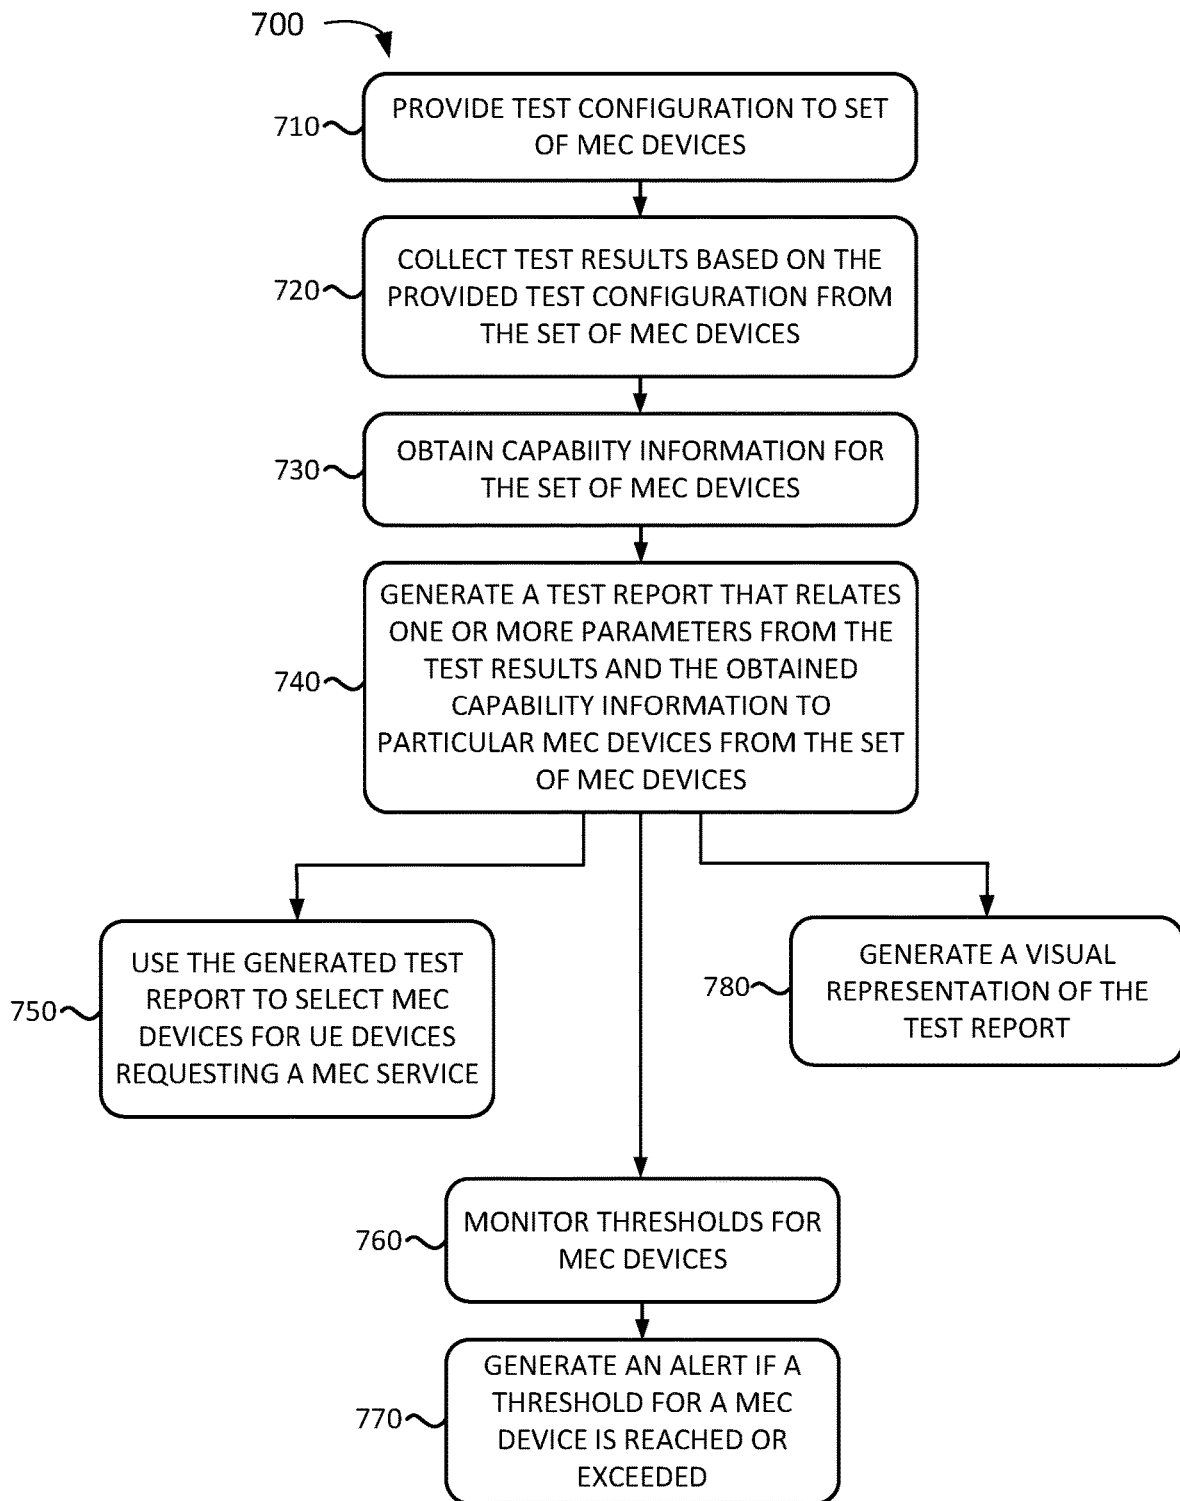 700
710
PROVIDE TEST CONFIGURATION TO SET
OF MEC DEVICES
720
COLLECT TEST RESULTS BASED ON THE
PROVIDED TEST CONFIGURATION FROM
THE SET OF MEC DEVICES
730
OBTAIN CAPABIITY INFORMATION FOR
THE SET OF MEC DEVICES
740
GENERATE A TEST REPORT THAT RELATES
ONE OR MORE PARAMETERS FROM THE
TEST RESULTS AND THE OBTAINED
CAPABILITY INFORMATION TO
PARTICULAR MEC DEVICES FROM THE SET
OF MEC DEVICES
750
USE THE GENERATED TEST
REPORT TO SELECT MEC
DEVICES FOR UE DEVICES
REQUESTING A MEC SERVICE
780
GENERATE A VISUAL
REPRESENTATION OF THE
TEST REPORT
760
MONITOR THRESHOLDS FOR
MEC DEVICES
770
GENERATE AN ALERT IF A
THRESHOLD FOR A MEC
DEVICE IS REACHED OR
EXCEEDED